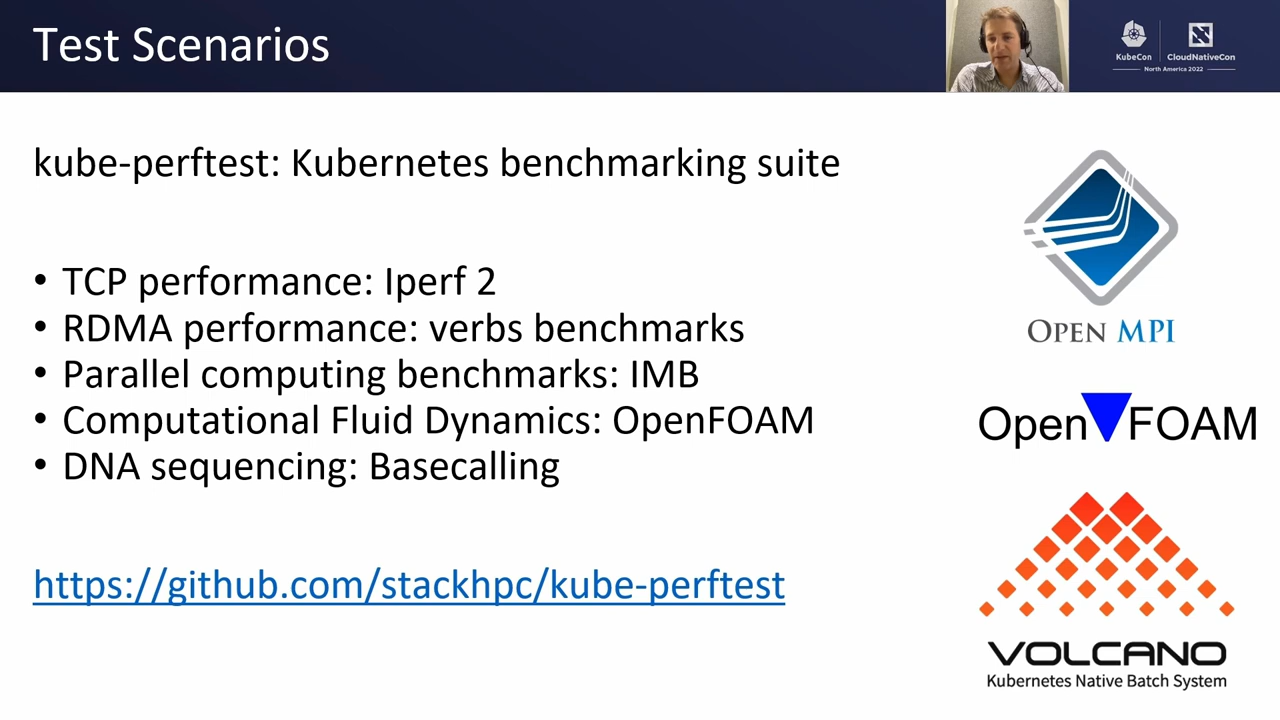 Test Scenarios
KubeCon
CloudNativeCon
North America 2022
kube-perftest: Kubernetes benchmarking suite
• TCP performance: Iperf 2
• RDMA performance: verbs benchmarks
• Parallel computing benchmarks: IMB
• Computational Fluid Dynamics: OpenFOAM
• DNA sequencing: Basecalling
https://github.com/stackhpc/kube-perftest
OPEN MPI
Open FOAM
VOLCANO
Kubernetes Native Batch System